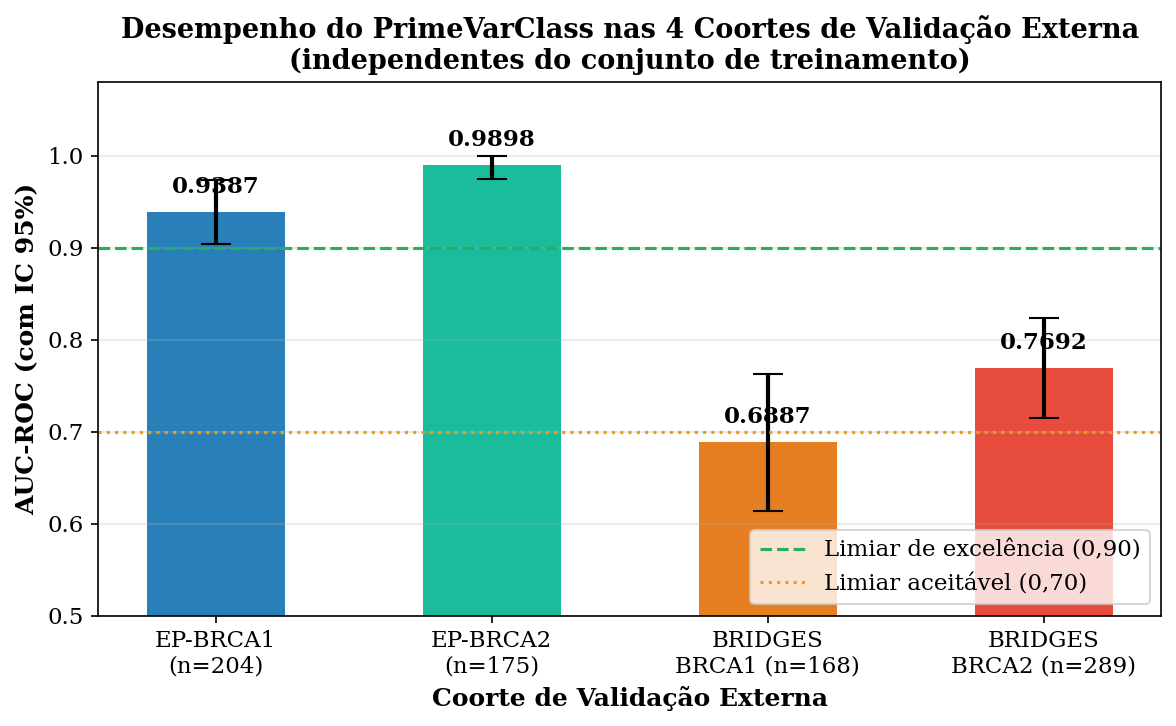 Desempenho do PrimeVarClass nas 4 Coortes de Validação Externa
(independentes do conjunto de treinamento)
AUC-ROC (com IC 95%)
1.0
0.9
0.8
0.7
0.6
0.5
0.9387
0.9898
0.6887
0.7692
Limiar de excelência (0,90)
Limiar aceitável (0,70)
EP-BRCA1
(n=204)
EP-BRCA2
(n=175)
BRIDGES
BRCA1 (n=168)
BRIDGES
BRCA2 (n=289)
Coorte de Validação Externa